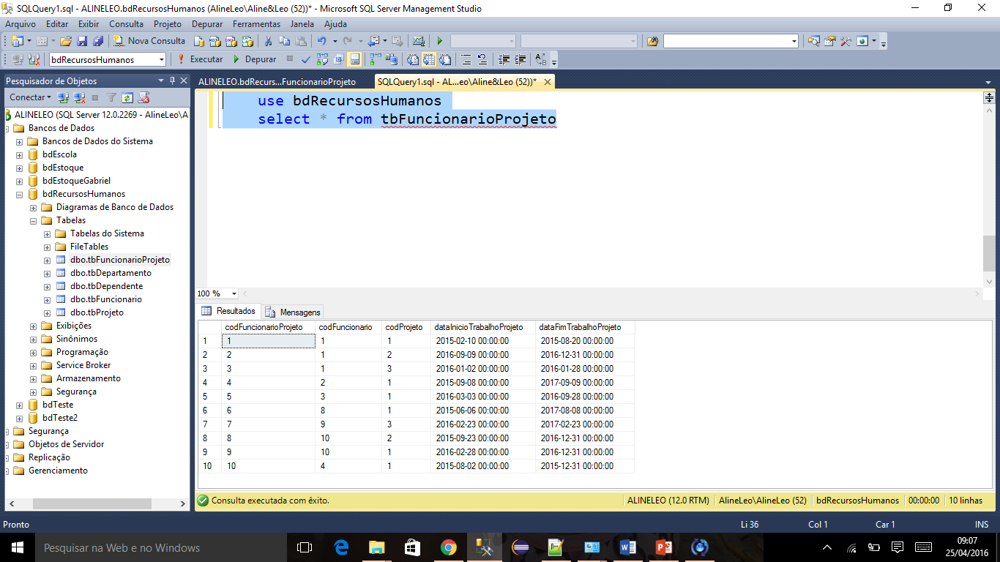 SQLQuery1.sql - ALINELEO.bdRecursosHumanos (AlineLeo\Aline&Leo (52))* - Microsoft SQL Server Management Studio
Arquivo Editar Exibir Consulta Projeto Depurar Ferramentas Janela Ajuda
Nova Consulta
bdRecursosHumanos Executar Depurar
Pesquisador de Objetos
Conectar
ALINELEO (SQL Server 12.0.2269 - AlineLeo\A
Bancos de Dados
Bancos de Dados do Sistema
bdEscola
bdEstoque
bdEstoqueGabriel
bdRecursosHumanos
Diagramas de Banco de Dados
Tabelas
Tabelas do Sistema
FileTables
dbo.tbFuncionarioProjeto
dbo.tbDepartamento
dbo.tbDependente
dbo.tbFuncionario
dbo.tbProjeto
Exibições
Sinônimos
Programação
Service Broker
Armazenamento
Segurança
bdTeste
bdTeste2
Segurança
Objetos de Servidor
Replicação
Gerenciamento
ALINELEO.bdRecurs...FuncionarioProjeto SQLQuery1.sql - AL...eo\Aline&Leo (52))*
use bdRecursosHumanos
select * from tbFuncionarioProjeto
100 %
Resultados Mensagens
codFuncionarioProjeto codFuncionario codProjeto dataInicioTrabalhoProjeto dataFimTrabalhoProjeto
1 1 1 1 2015-02-10 00:00:00 2015-08-20 00:00:00
2 2 1 2 2016-09-09 00:00:00 2016-12-31 00:00:00
3 3 1 3 2016-01-02 00:00:00 2016-01-28 00:00:00
4 4 2 1 2015-09-08 00:00:00 2017-09-09 00:00:00
5 5 3 1 2016-03-03 00:00:00 2016-09-28 00:00:00
6 6 8 1 2015-06-06 00:00:00 2017-08-08 00:00:00
7 7 9 3 2016-02-23 00:00:00 2017-02-23 00:00:00
8 8 10 2 2015-09-23 00:00:00 2016-12-31 00:00:00
9 9 10 1 2016-02-28 00:00:00 2016-12-31 00:00:00
10 10 4 1 2015-08-02 00:00:00 2015-12-31 00:00:00
Consulta executada com êxito. ALINELEO (12.0 RTM) AlineLeo\AlineLeo (52) bdRecursosHumanos 00:00:00 10 linhas
Pronto Li 36 Col 1 Car 1 INS
Pesquisar na Web e no Windows
09:07
25/04/2016